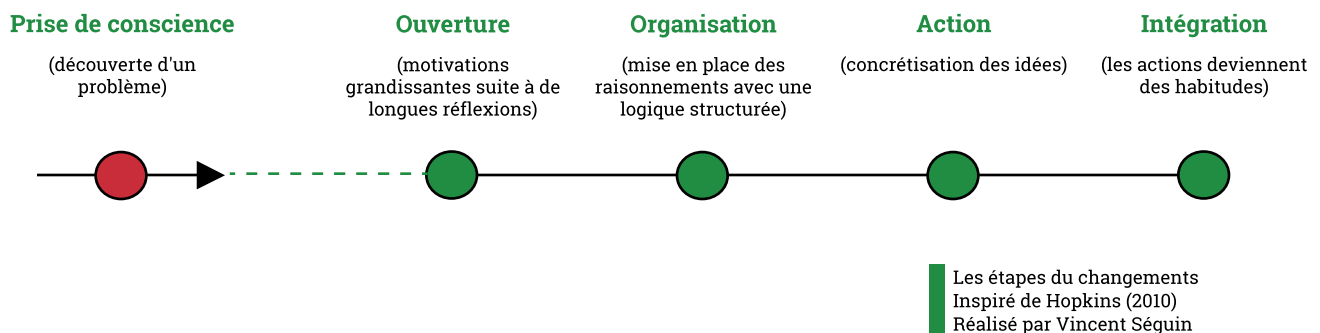 Prise de conscience
(découverte d'un
problème)
Ouverture
(motivations
grandissantes suite à de
longues réflexions)
Organisation
(mise en place des
raisonnements avec une
logique structurée)
Action
(concrétisation des idées)
Intégration
(les actions deviennent
des habitudes)
Les étapes du changements
Inspiré de Hopkins (2010)
Réalisé par Vincent Séguin